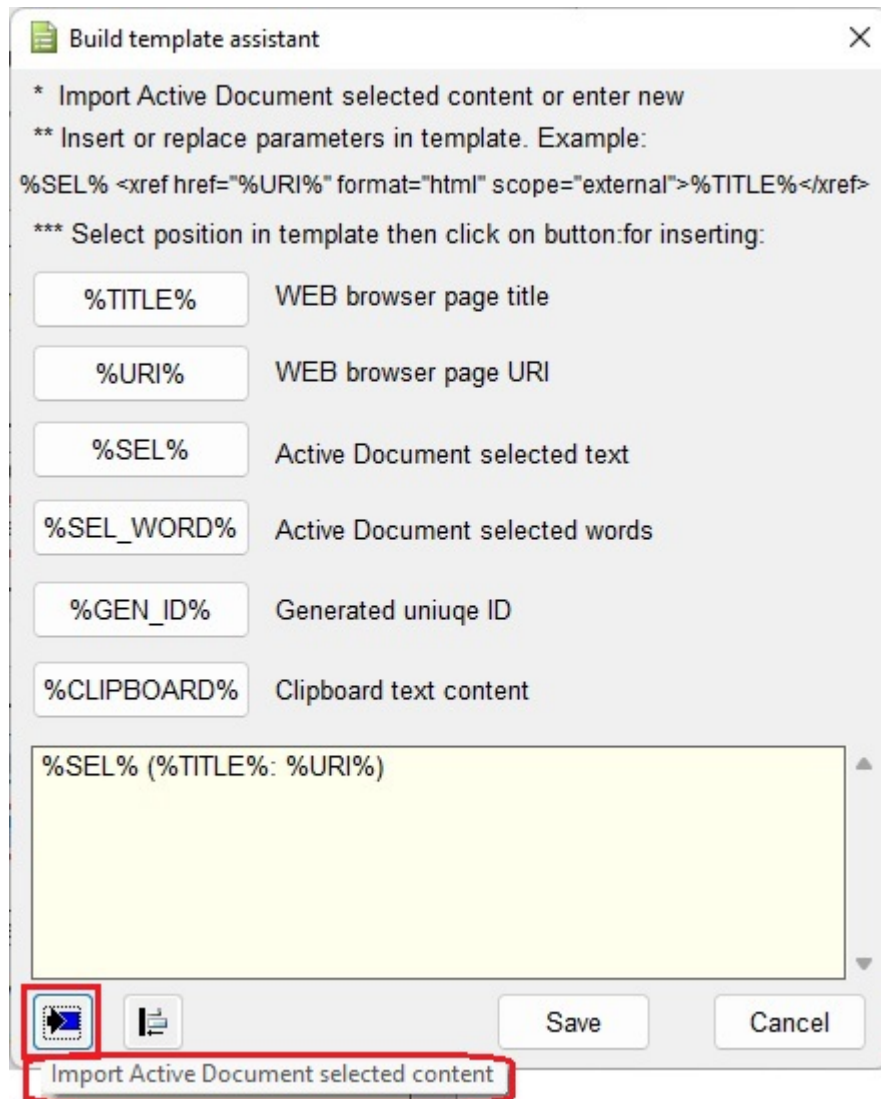 Build template assistant
* Import Active Document selected content or enter new
** Insert or replace parameters in template. Example:
%SEL% <xref href="%URI%" format="html" scope="external">%TITLE%</xref>
*** Select position in template then click on button:for inserting:
%TITLE% WEB browser page title
%URI% WEB browser page URI
%SEL% Active Document selected text
%SEL_WORD% Active Document selected words
%GEN_ID% Generated uniuqe ID
%CLIPBOARD% Clipboard text content
%SEL% (%TITLE%: %URI%)
Save Cancel
Import Active Document selected content